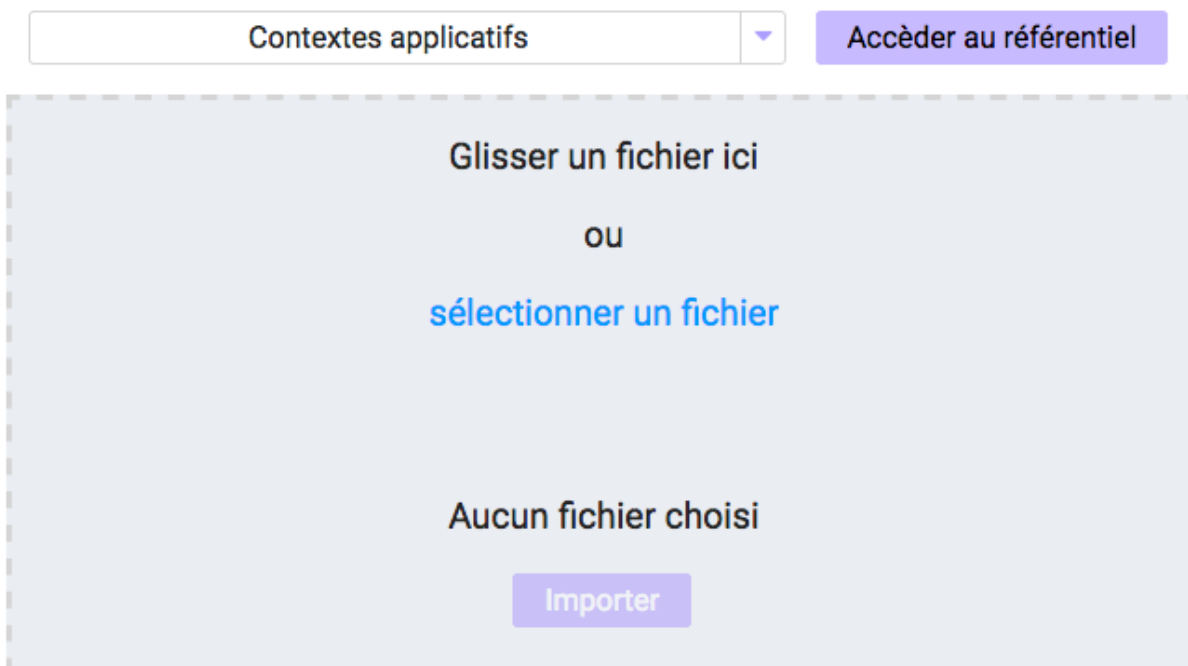 Contextes applicatifs
Accèder au référentiel
Glisser un fichier ici
ou
sélectionner un fichier
Aucun fichier choisi
Importer